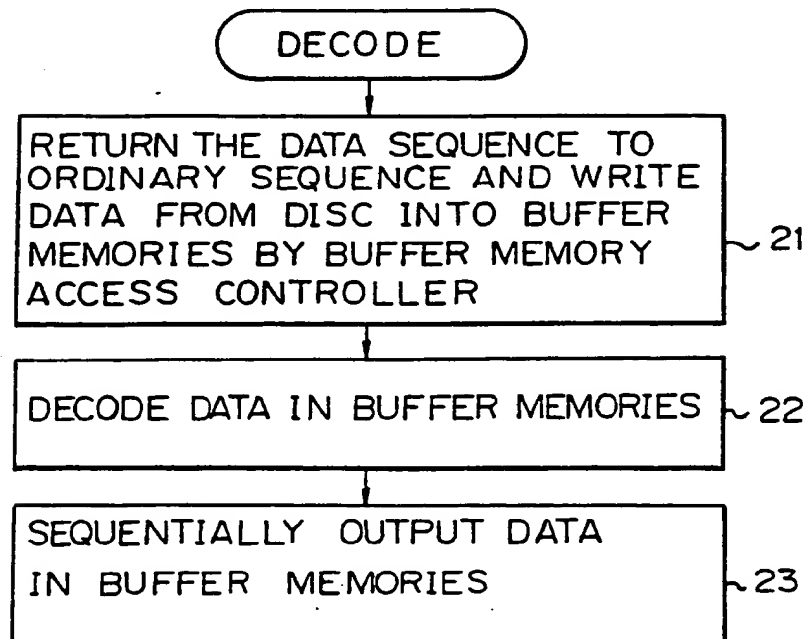 DECODE
RETURN THE DATA SEQUENCE TO
ORDINARY SEQUENCE AND WRITE
DATA FROM DISC INTO BUFFER
MEMORIES BY BUFFER MEMORY
ACCESS CONTROLLER
21
DECODE DATA IN BUFFER MEMORIES
22
SEQUENTIALLY OUTPUT DATA
IN BUFFER MEMORIES
23